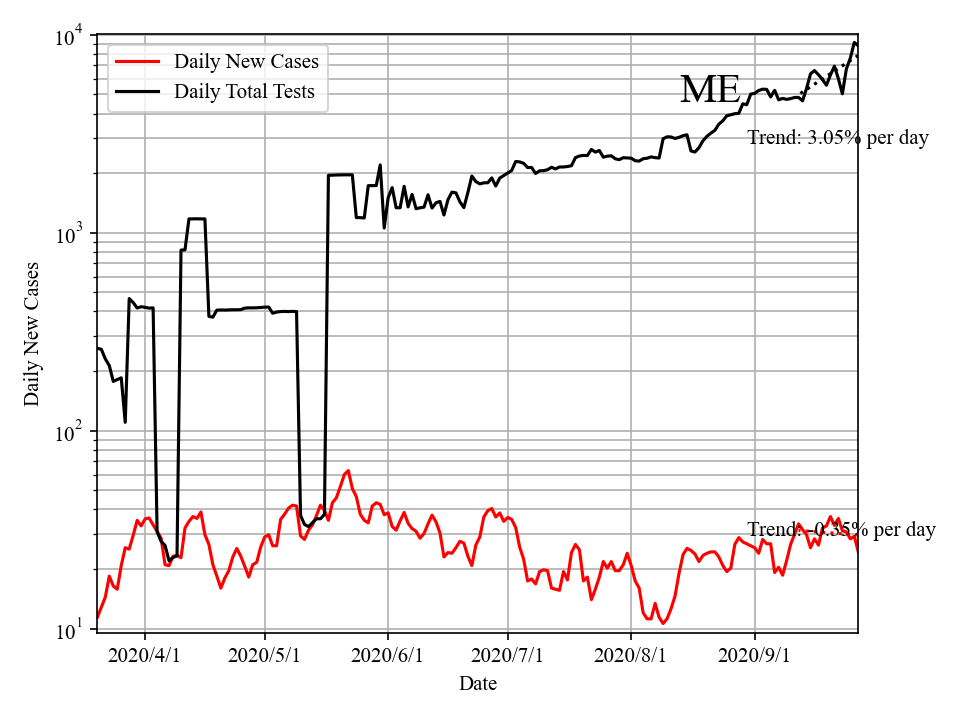 10^4
10^3
10^2
10^1
Daily New Cases
Daily New Cases
Daily Total Tests
ME
Trend: 3.05% per day
Trend: -0.35% per day
2020/4/1
2020/5/1
2020/6/1
2020/7/1
2020/8/1
2020/9/1
Date